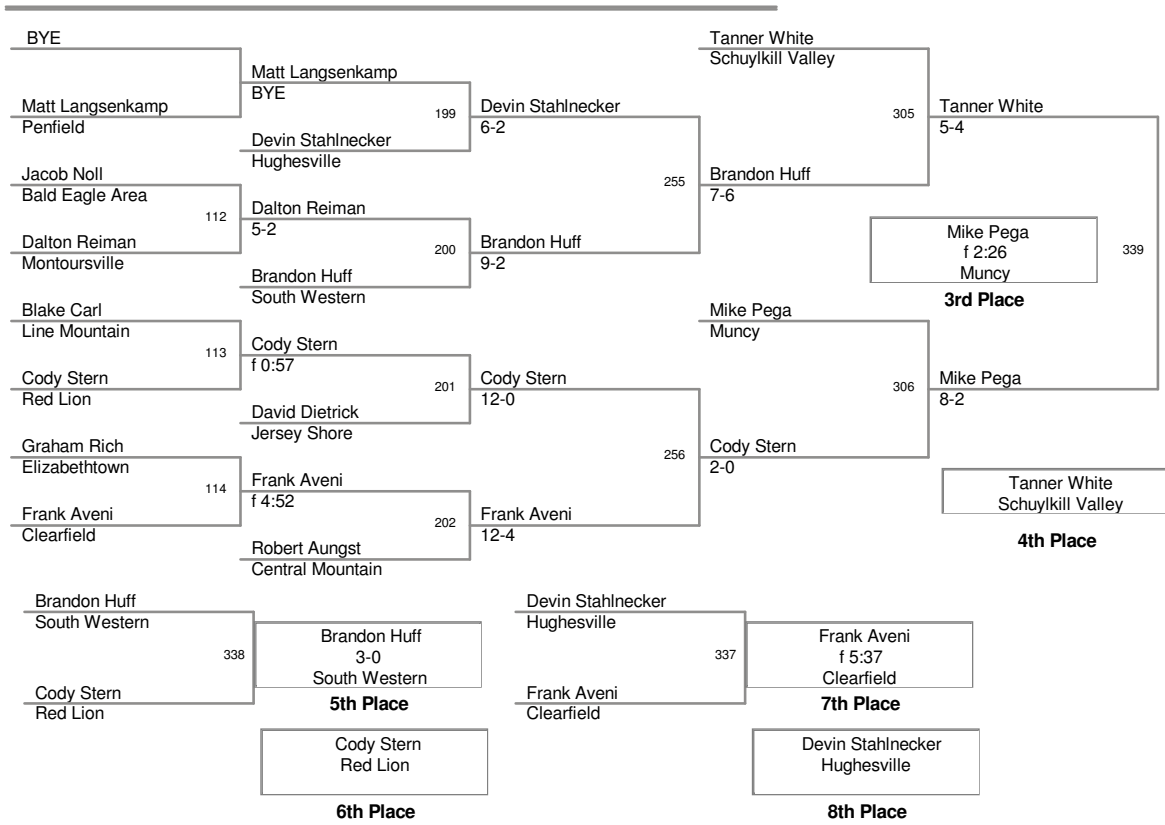 BYE
Matt Langsenkamp
Penfield
Jacob Noll
Bald Eagle Area
112
Dalton Reiman
Montoursville
Blake Carl
Line Mountain
113
Cody Stern
Red Lion
Graham Rich
Elizabethtown
114
Frank Aveni
Clearfield
Matt Langsenkamp
BYE
199
Devin Stahlnecker
Hughesville
Dalton Reiman
5-2
200
Brandon Huff
South Western
Cody Stern
f 0:57
201
David Dietrick
Jersey Shore
Frank Aveni
f 4:52
202
Robert Aungst
Central Mountain
Devin Stahlnecker
6-2
255
Brandon Huff
9-2
Cody Stern
12-0
256
Frank Aveni
12-4
Tanner White
Schuylkill Valley
305
Brandon Huff
7-6
Mike Pega
Muncy
306
Cody Stern
2-0
Tanner White
5-4
339
Mike Pega
8-2
Mike Pega
f 2:26
Muncy
3rd Place
Tanner White
Schuylkill Valley
4th Place
Brandon Huff
South Western
338
Cody Stern
Red Lion
Brandon Huff
3-0
South Western
5th Place
Cody Stern
Red Lion
6th Place
Devin Stahlnecker
Hughesville
337
Frank Aveni
Clearfield
Frank Aveni
f 5:37
Clearfield
7th Place
Devin Stahlnecker
Hughesville
8th Place